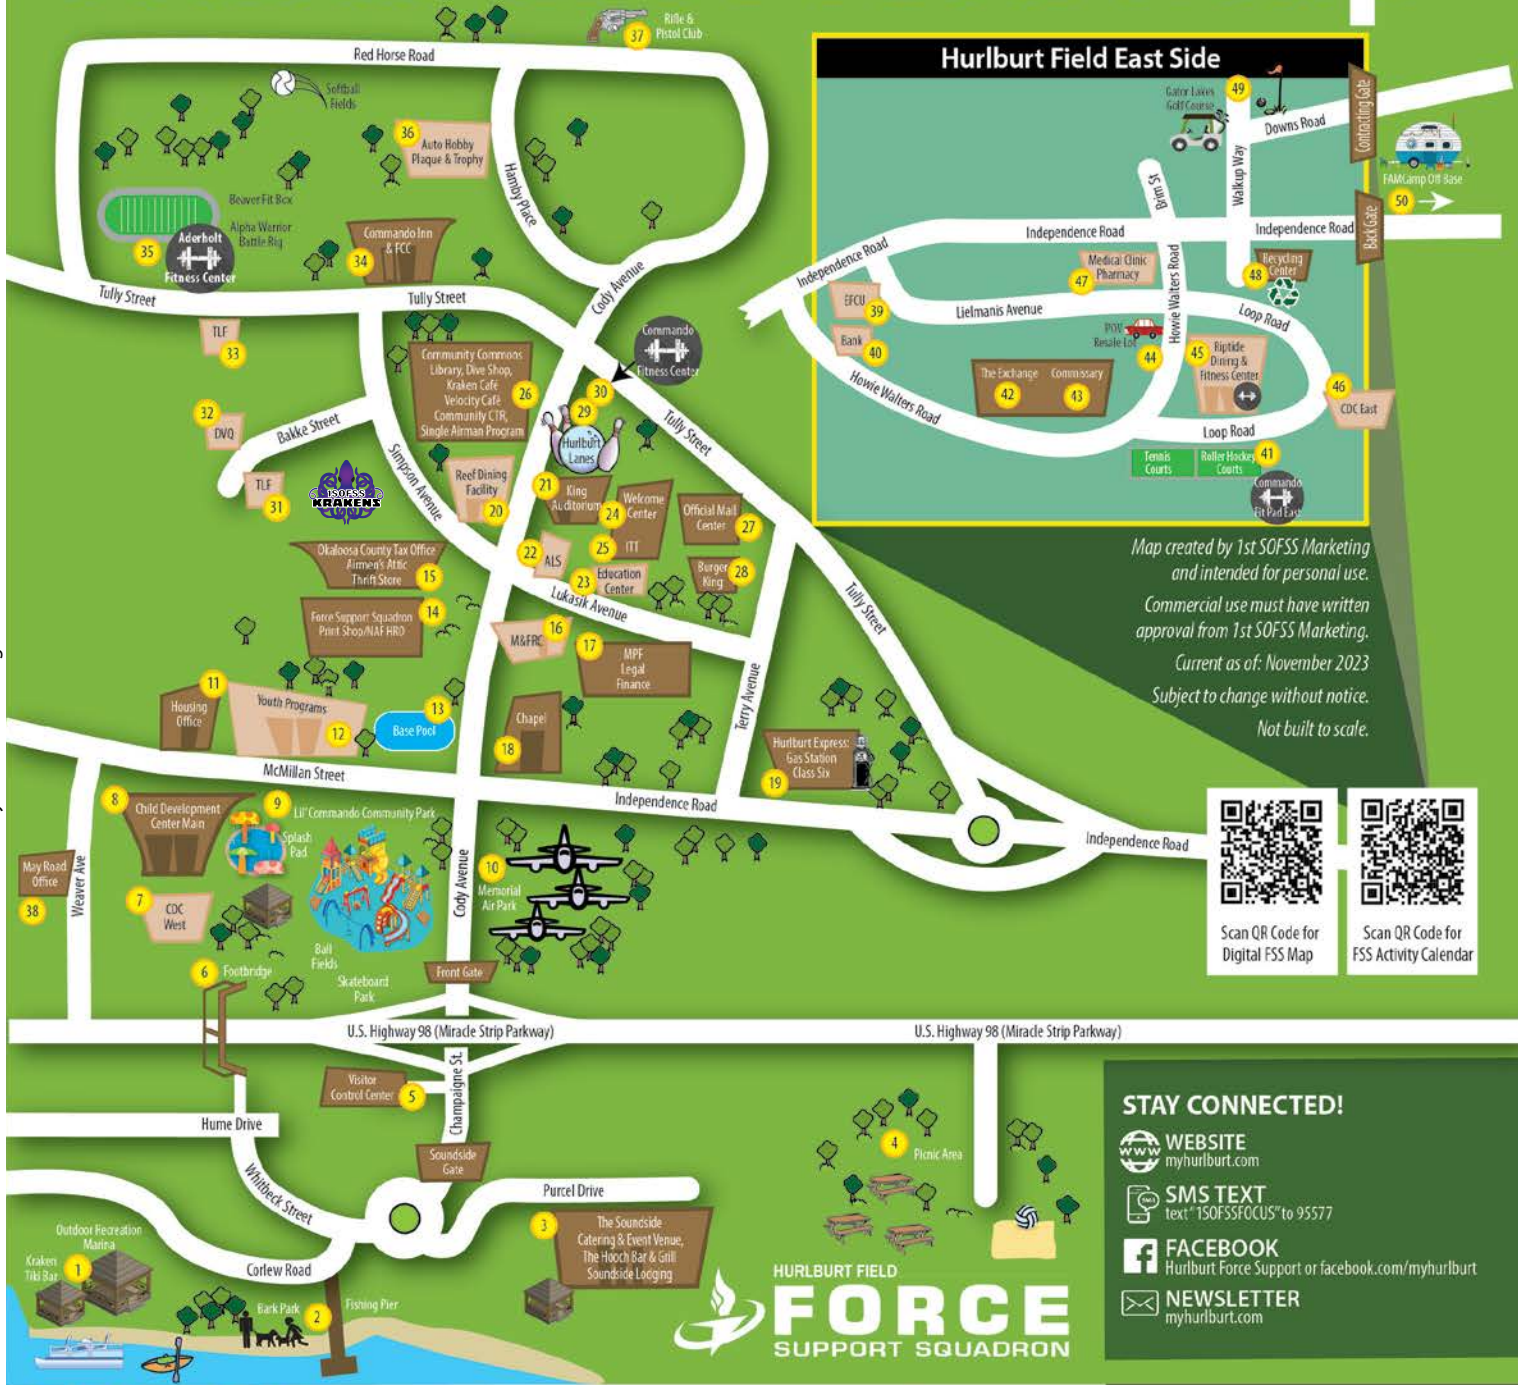 37
Rifle &
Pistol Club
Red Horse Road
Softball
Fields
36
Auto Hobby
Plaque & Trophy
Hamby Place
Beaver Fit Box
Alpha Warrior
Battle Rig
35
Aderholt
Fitness Center
34
Commando Inn
& FCC
Tully Street
Tully Street
Cody Avenue
TLF
33
32
DVQ
Bakke Street
TLF
31
1SOFSS
KRAKENS
Simpson Avenue
Community Commons
Library, Dive Shop,
Kraken Café
Velocity Café
Community CTR,
Single Airman Program
26
Commando
Fitness Center
30
29
Hurlburt
Lanes
Tully Street
Reef Dining
Facility
20
21
King
Auditorium
24
Welcome
Center
25
ITT
Official Mail
Center
27
22
ALS
23
Education
Center
Burger
King
28
Lukasik Avenue
Okaloosa County Tax Office
Airmen's Attic
Thrift Store
15
Force Support Squadron
Print Shop/NAF HRO
14
M&FRC
16
17
MPF
Legal
Finance
Tully Street
Terry Avenue
11
Housing
Office
Youth Programs
12
13
Base Pool
Chapel
18
Hurlburt Express:
Gas Station
Class Six
19
McMillan Street
Independence Road
Independence Road
8
Child Development
Center Main
9
Lil' Commando Community Park
Splash
Pad
May Road
Office
38
Weaver Ave
7
CDC
West
Ball
Fields
Skateboard
Park
Cody Avenue
10
Memorial
Air Park
6
Footbridge
Front Gate
U.S. Highway 98 (Miracle Strip Parkway)
U.S. Highway 98 (Miracle Strip Parkway)
Visitor
Control Center
5
Champaigne St.
Hume Drive
Soundside
Gate
Whitbeck Street
Purcel Drive
Corlew Road
Outdoor Recreation
Marina
Kraken
Tiki Bar
1
Bark Park
2
Fishing Pier
3
The Soundside
Catering & Event Venue,
The Hooch Bar & Grill
Soundside Lodging
4
Picnic Area
Hurlburt Field East Side
49
Gator Lakes
Golf Course
Downs Road
Contracting Gate
FAMCamp Off Base
50
Back Gate
Walkup Way
Brim St
Independence Road
Independence Road
Independence Road
Medical Clinic
Pharmacy
47
48
Recycling
Center
EFCU
39
Bank
40
Lielmanis Avenue
Howie Walters Road
Loop Road
POV
Resale Lot
44
45
Riptide
Dining &
Fitness Center
46
CDC East
The Exchange
42
Commissary
43
Howie Walters Road
Loop Road
Tennis
Courts
Roller Hockey
Courts
41
Commando
Fit Pad East
Map created by 1st SOFSS Marketing
and intended for personal use.
Commercial use must have written
approval from 1st SOFSS Marketing.
Current as of: November 2023
Subject to change without notice.
Not built to scale.
Scan QR Code for
Digital FSS Map
Scan QR Code for
FSS Activity Calendar
STAY CONNECTED!
WWW
WEBSITE
myhurlburt.com
SMS
SMS TEXT
text "1SOFSSFOCUS" to 95577
FACEBOOK
Hurlburt Force Support or facebook.com/myhurlburt
NEWSLETTER
myhurlburt.com
HURLBURT FIELD
FORCE
SUPPORT SQUADRON